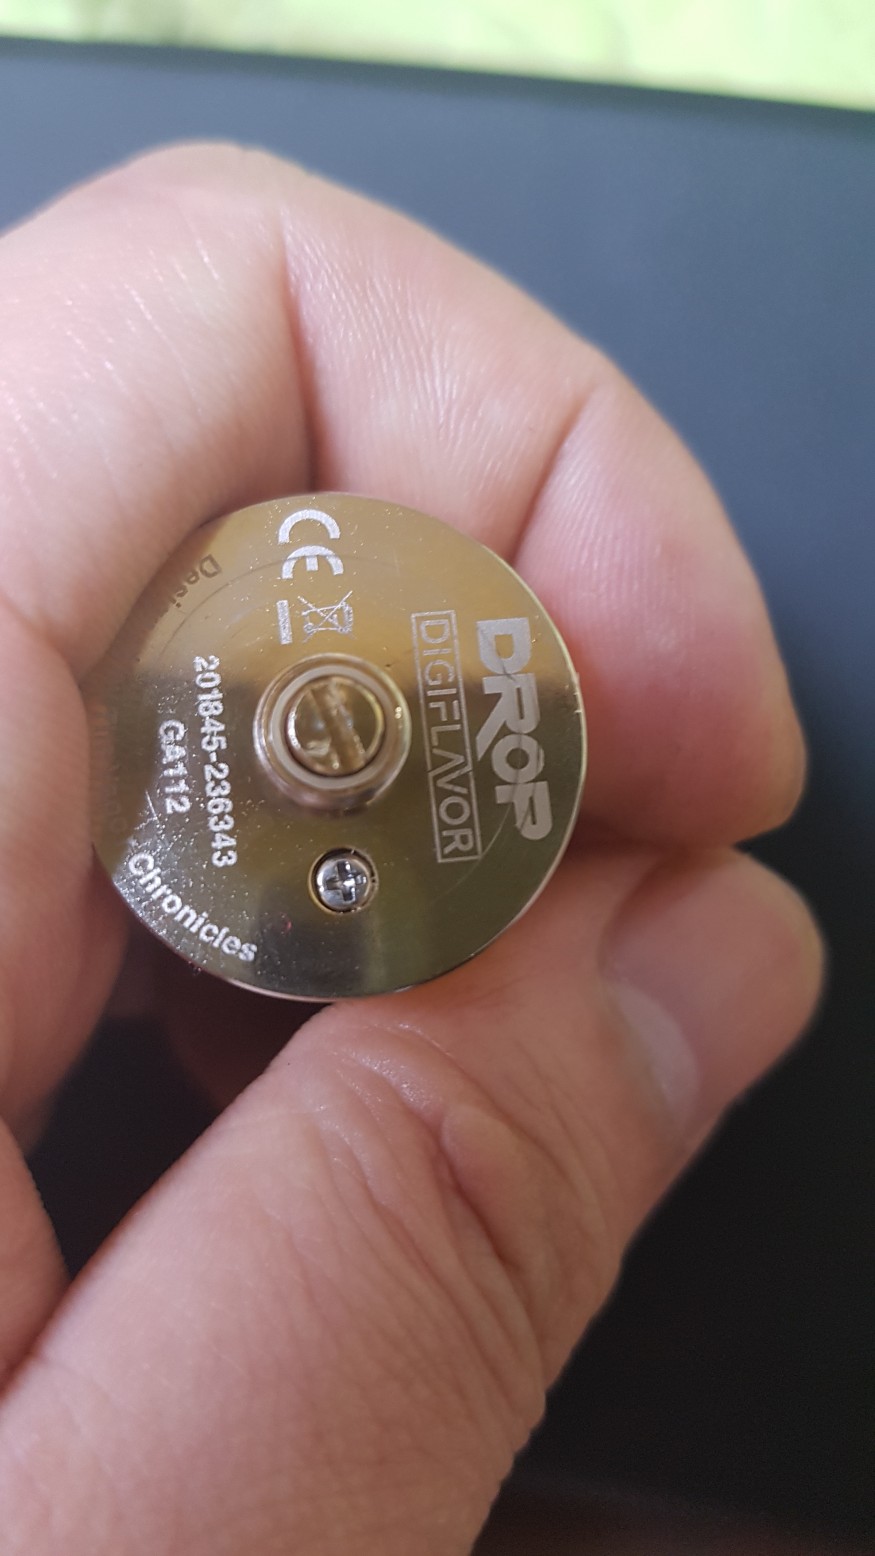 DROP
DIGIFLAVOR
CE
201845-236343
GA112
Chronicles